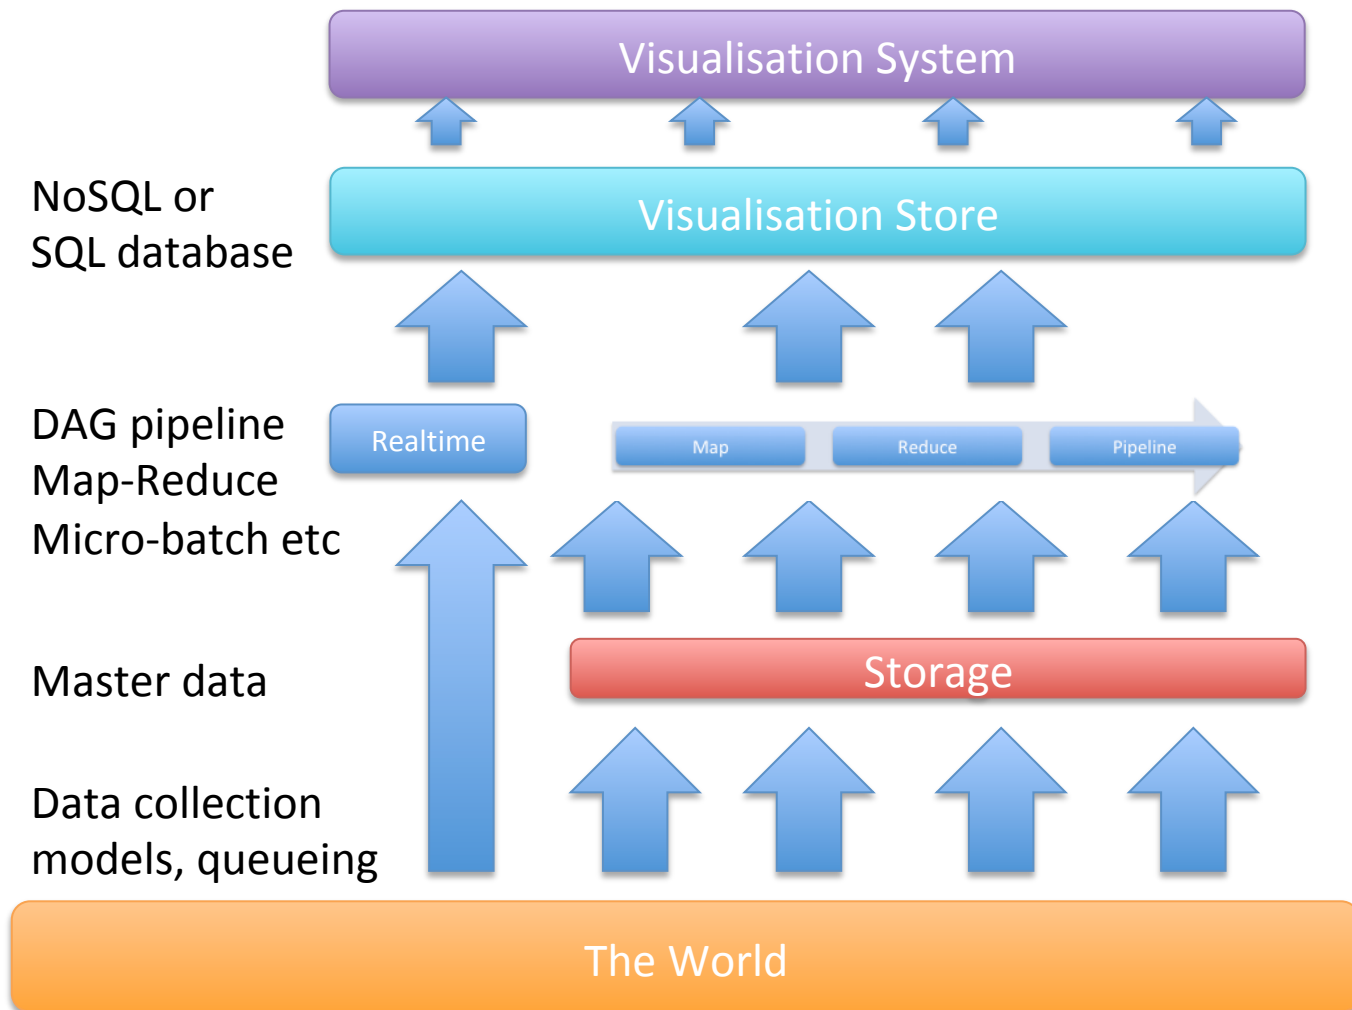 Visualisation System
NoSQL or
SQL database
Visualisation Store
DAG pipeline
Map-Reduce
Micro-batch etc
Realtime
Map
Reduce
Pipeline
Master data
Storage
Data collection
models, queueing
The World